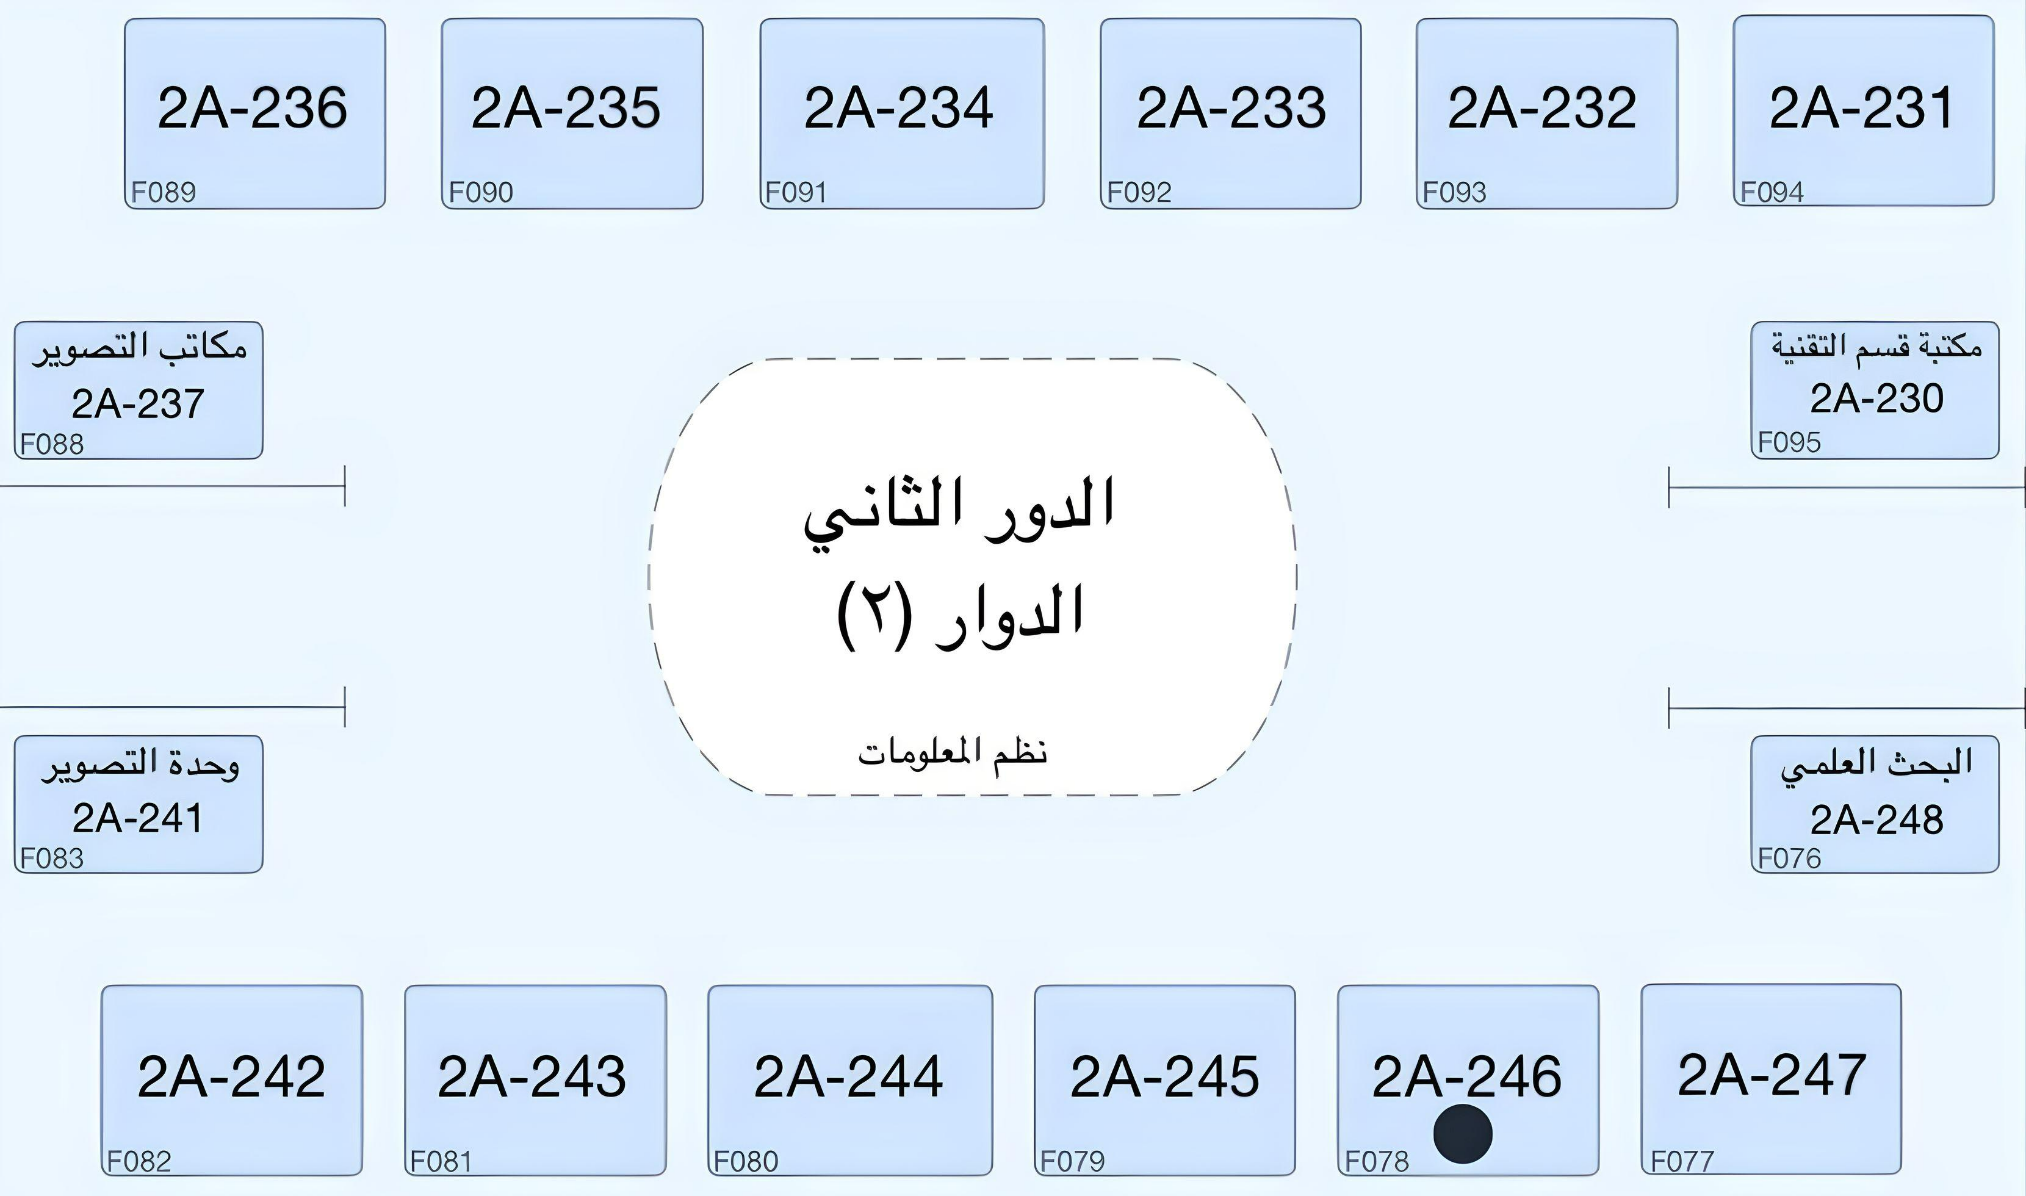 2A-236
F089
2A-235
F090
2A-234
F091
2A-233
F092
2A-232
F093
2A-231
F094
مكاتب التصوير
2A-237
F088
مكتبة قسم التقنية
2A-230
F095
الدور الثاني
الدوار (٢)
نظم المعلومات
وحدة التصوير
2A-241
F083
البحث العلمي
2A-248
F076
2A-242
F082
2A-243
F081
2A-244
F080
2A-245
F079
2A-246
F078
2A-247
F077